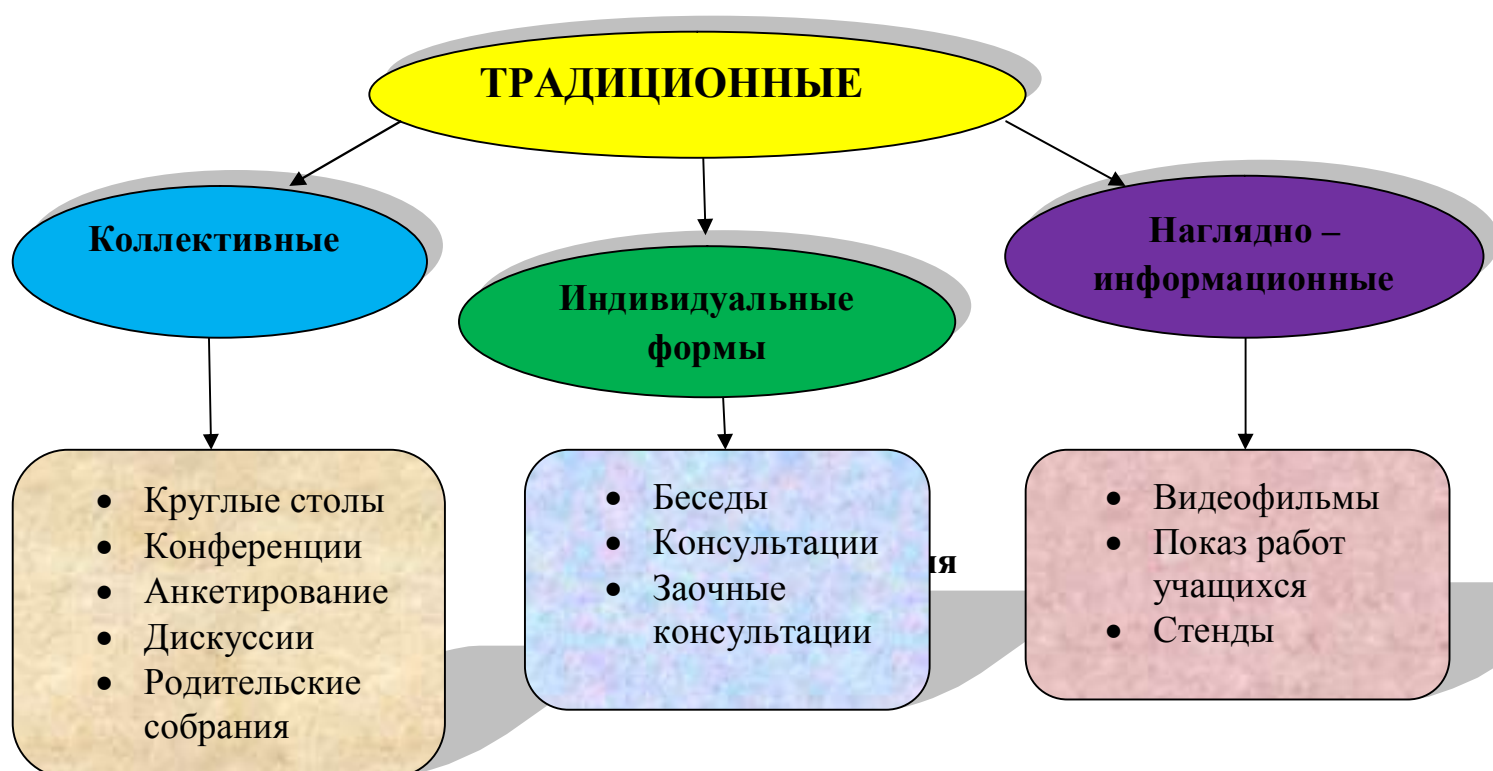 ТРАДИЦИОННЫЕ
Коллективные
Индивидуальные
формы
Наглядно –
информационные
• Круглые столы
• Конференции
• Анкетирование
• Дискуссии
• Родительские
собрания
• Беседы
• Консультации
• Заочные
консультации
• Видеофильмы
• Показ работ
учащихся
• Стенды